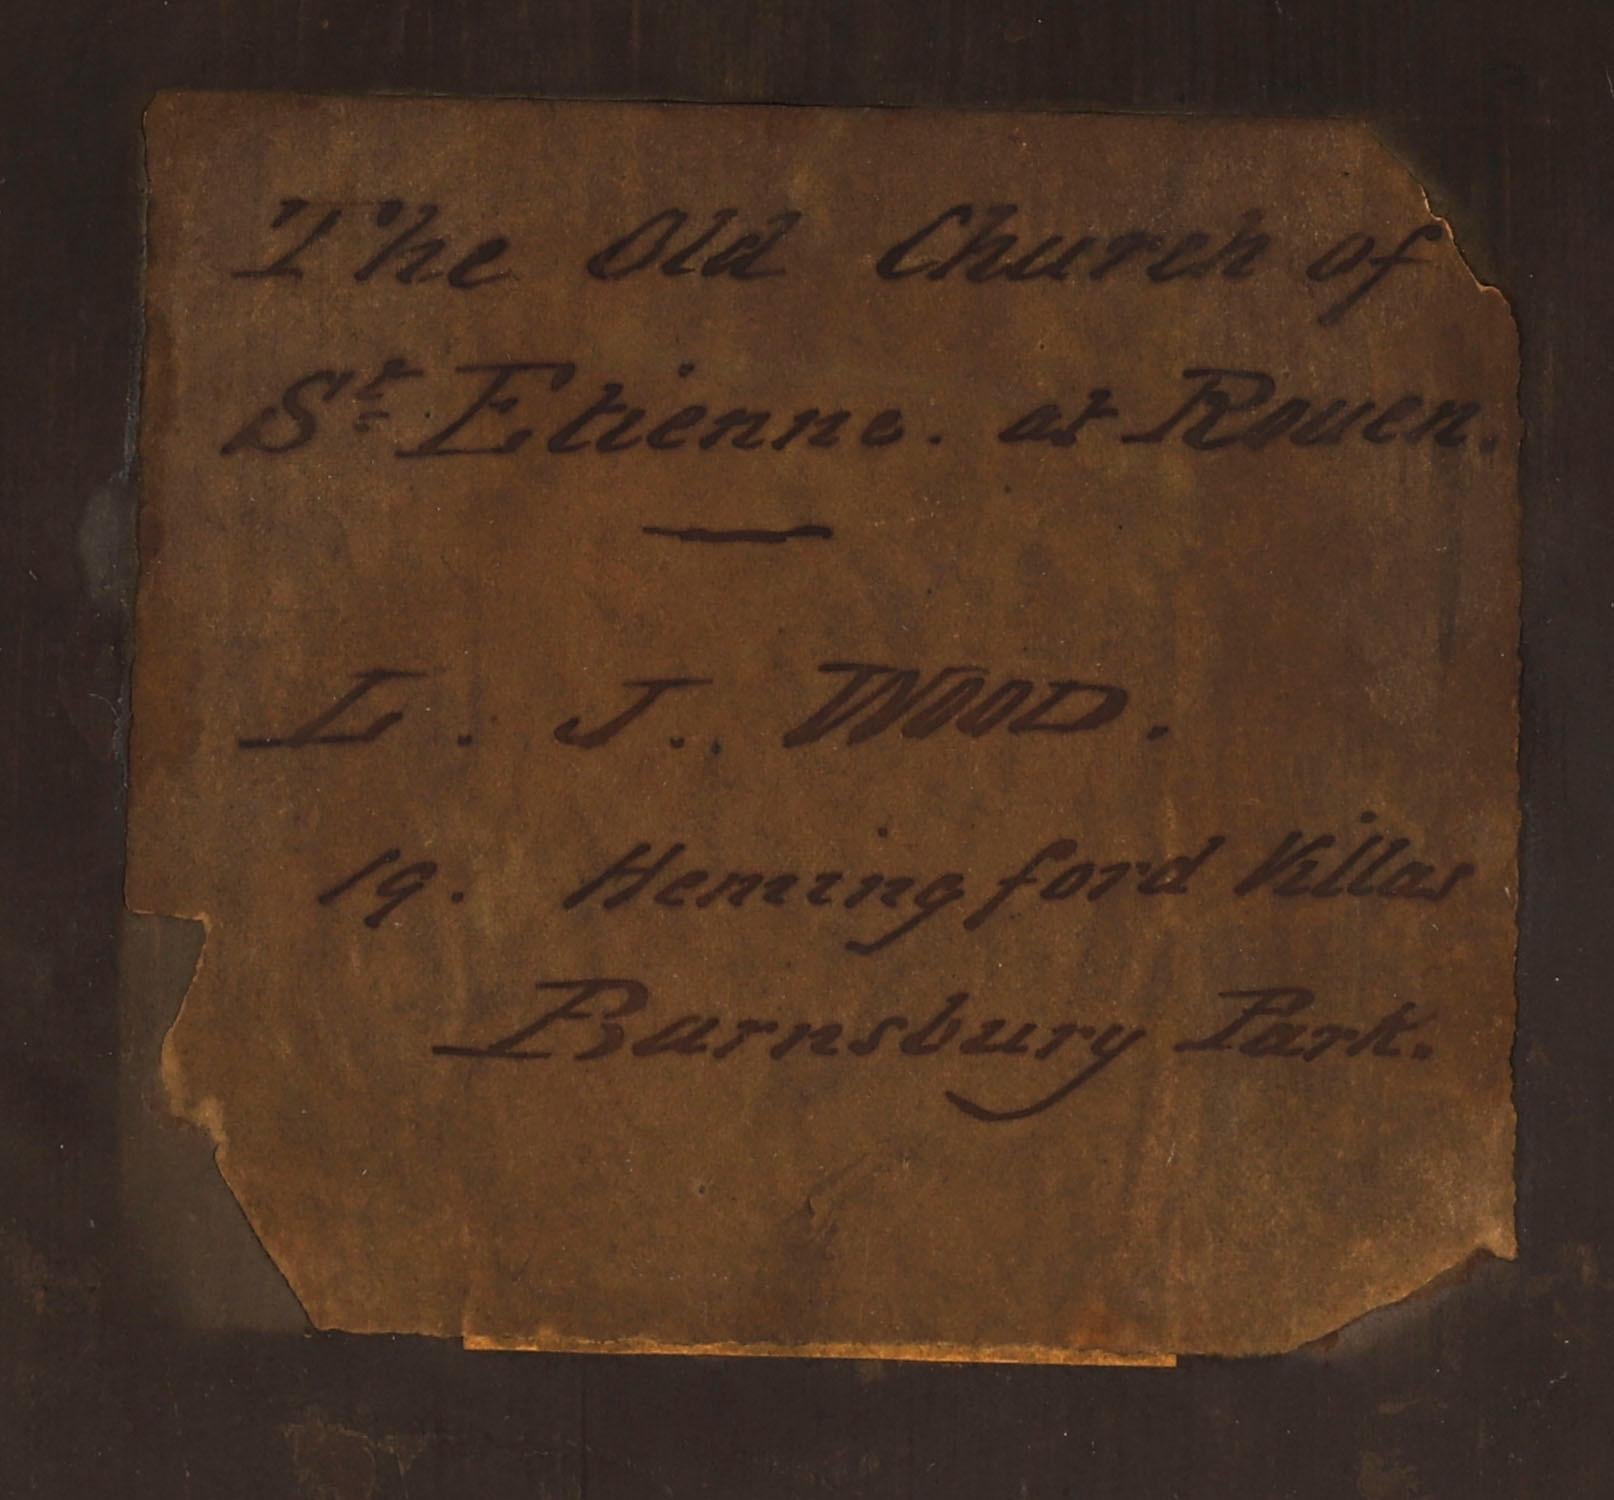 The Old Church of
St Etienne. at Rouen.
L. J.. WOOD.
19. Hemingford Villas
Barnsbury Park.